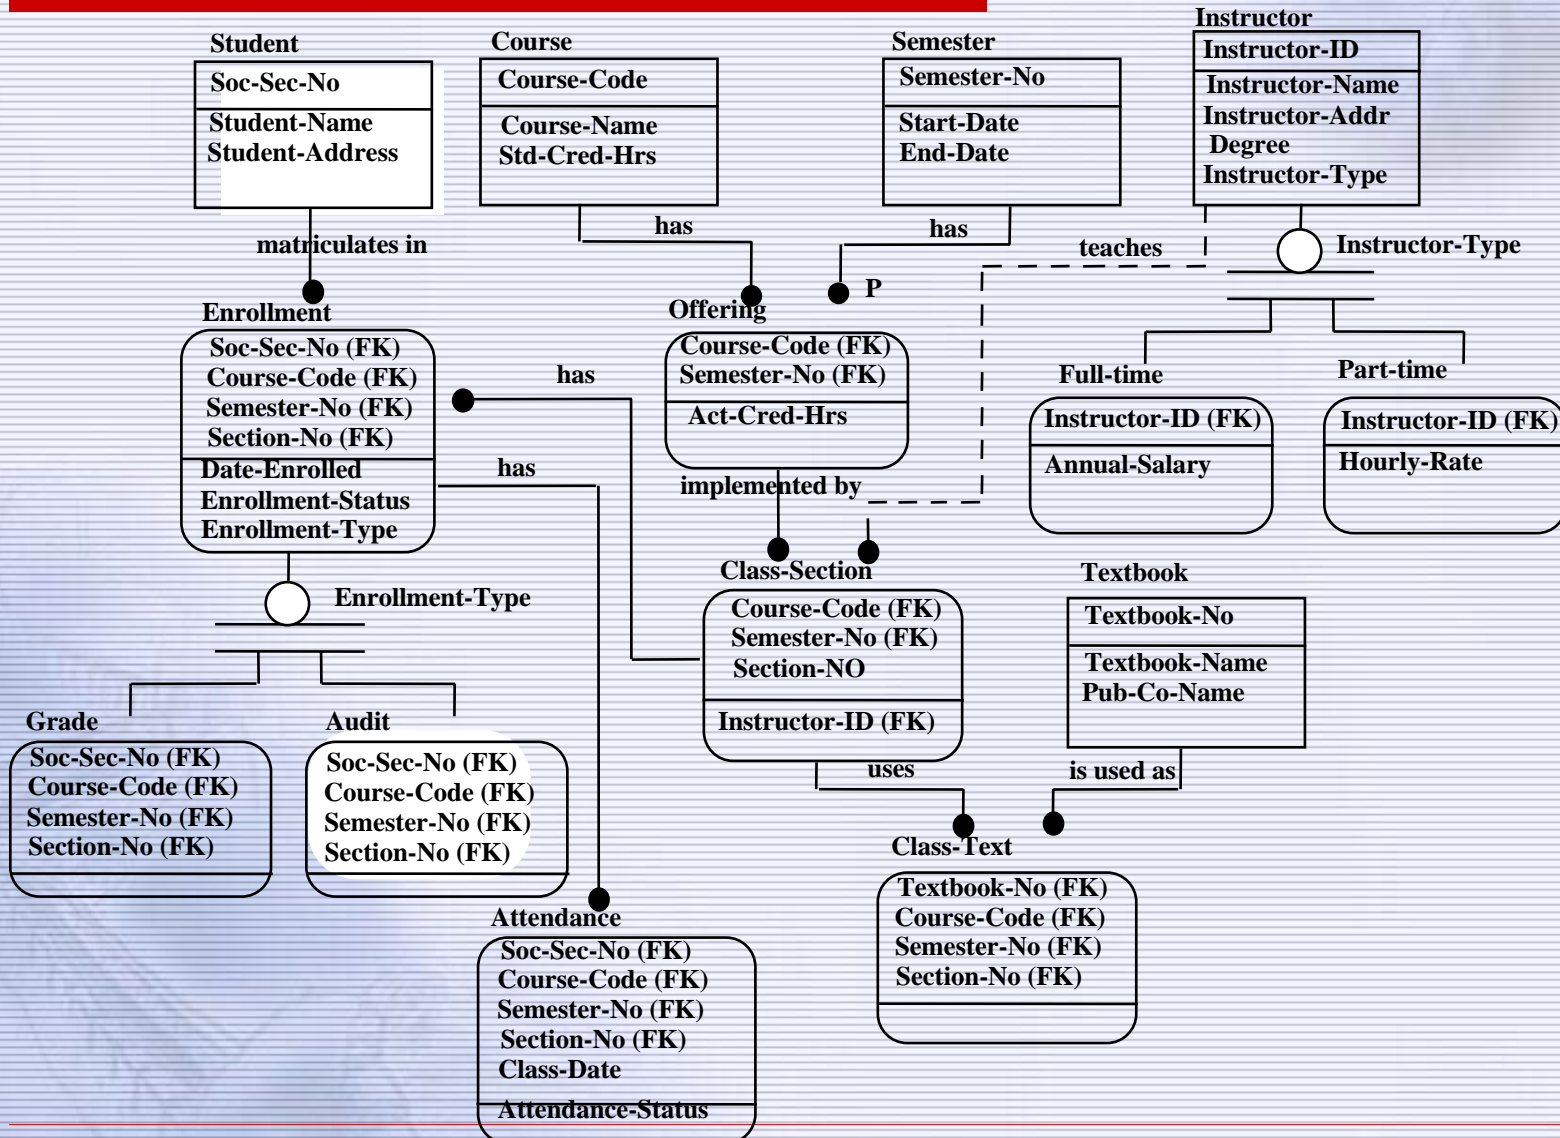 Student
Soc-Sec-No
Student-Name
Student-Address
Course
Course-Code
Course-Name
Std-Cred-Hrs
Semester
Semester-No
Start-Date
End-Date
Instructor
Instructor-ID
Instructor-Name
Instructor-Addr
Degree
Instructor-Type
matriculates in
has
has
teaches
Instructor-Type
P
Enrollment
Soc-Sec-No (FK)
Course-Code (FK)
Semester-No (FK)
Section-No (FK)
Date-Enrolled
Enrollment-Status
Enrollment-Type
has
has
Offering
Course-Code (FK)
Semester-No (FK)
Act-Cred-Hrs
implemented by
Full-time
Instructor-ID (FK)
Annual-Salary
Part-time
Instructor-ID (FK)
Hourly-Rate
Enrollment-Type
Class-Section
Course-Code (FK)
Semester-No (FK)
Section-NO
Instructor-ID (FK)
Textbook
Textbook-No
Textbook-Name
Pub-Co-Name
uses
is used as
Grade
Soc-Sec-No (FK)
Course-Code (FK)
Semester-No (FK)
Section-No (FK)
Audit
Soc-Sec-No (FK)
Course-Code (FK)
Semester-No (FK)
Section-No (FK)
Class-Text
Textbook-No (FK)
Course-Code (FK)
Semester-No (FK)
Section-No (FK)
Attendance
Soc-Sec-No (FK)
Course-Code (FK)
Semester-No (FK)
Section-No (FK)
Class-Date
Attendance-Status